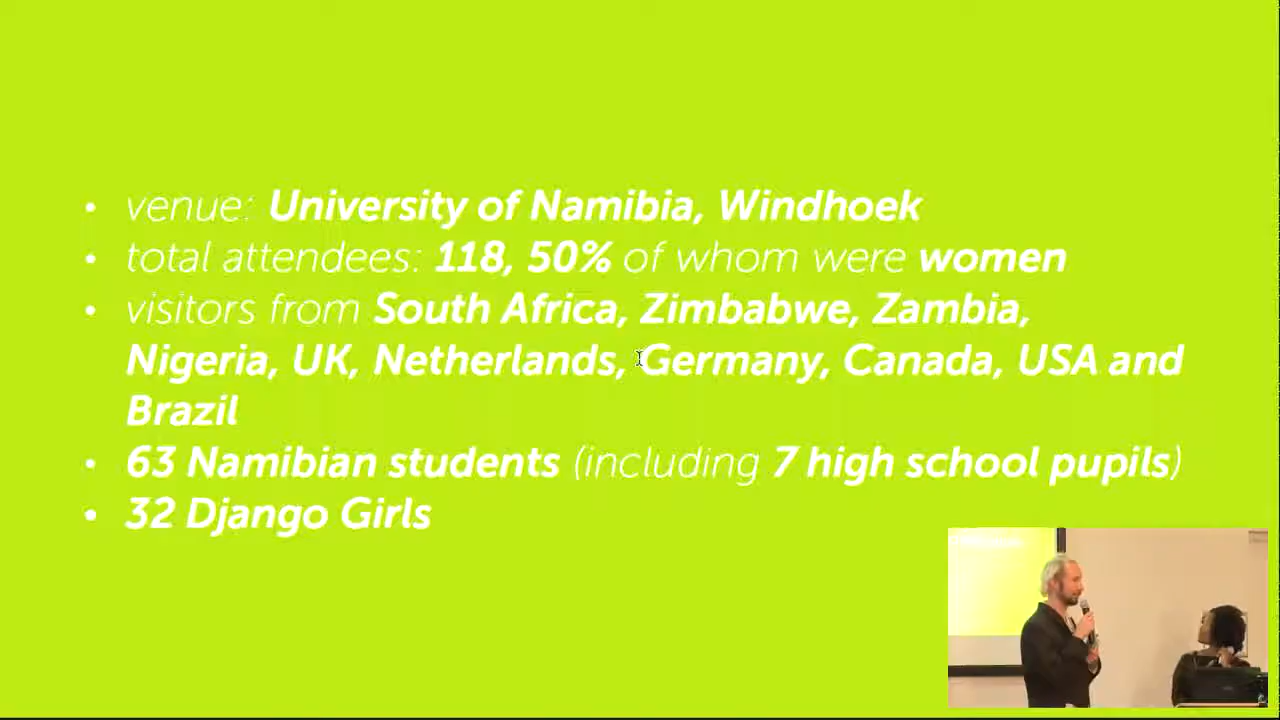 • venue: University of Namibia, Windhoek
• total attendees: 118, 50% of whom were women
• visitors from South Africa, Zimbabwe, Zambia,
Nigeria, UK, Netherlands, Germany, Canada, USA and
Brazil
• 63 Namibian students (including 7 high school pupils)
• 32 Django Girls